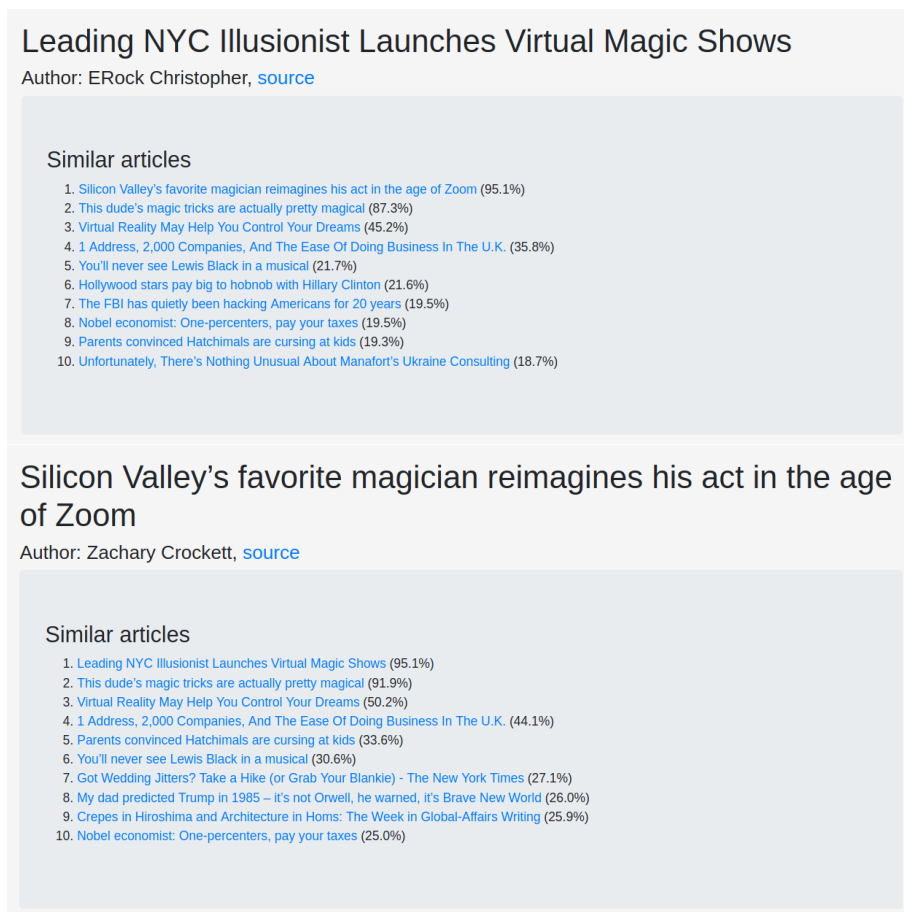 Leading NYC Illusionist Launches Virtual Magic Shows
Author: ERock Christopher, source
Similar articles
1. Silicon Valley’s favorite magician reimagines his act in the age of Zoom (95.1%)
2. This dude’s magic tricks are actually pretty magical (87.3%)
3. Virtual Reality May Help You Control Your Dreams (45.2%)
4. 1 Address, 2,000 Companies, And The Ease Of Doing Business In The U.K. (35.8%)
5. You’ll never see Lewis Black in a musical (21.7%)
6. Hollywood stars pay big to hobnob with Hillary Clinton (21.6%)
7. The FBI has quietly been hacking Americans for 20 years (19.5%)
8. Nobel economist: One-percenters, pay your taxes (19.5%)
9. Parents convinced Hatchimals are cursing at kids (19.3%)
10. Unfortunately, There’s Nothing Unusual About Manafort’s Ukraine Consulting (18.7%)
Silicon Valley’s favorite magician reimagines his act in the age
of Zoom
Author: Zachary Crockett, source
Similar articles
1. Leading NYC Illusionist Launches Virtual Magic Shows (95.1%)
2. This dude’s magic tricks are actually pretty magical (91.9%)
3. Virtual Reality May Help You Control Your Dreams (50.2%)
4. 1 Address, 2,000 Companies, And The Ease Of Doing Business In The U.K. (44.1%)
5. Parents convinced Hatchimals are cursing at kids (33.6%)
6. You’ll never see Lewis Black in a musical (30.6%)
7. Got Wedding Jitters? Take a Hike (or Grab Your Blankie) - The New York Times (27.1%)
8. My dad predicted Trump in 1985 – it’s not Orwell, he warned, it’s Brave New World (26.0%)
9. Crepes in Hiroshima and Architecture in Homs: The Week in Global-Affairs Writing (25.9%)
10. Nobel economist: One-percenters, pay your taxes (25.0%)